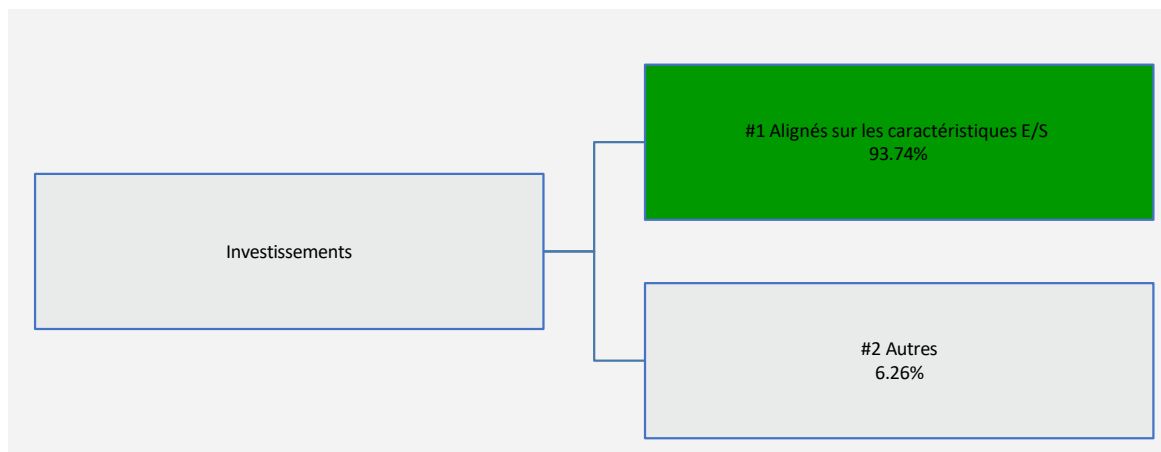 #1 Alignés sur les caractéristiques E/S
93.74%
Investissements
#2 Autres
6.26%